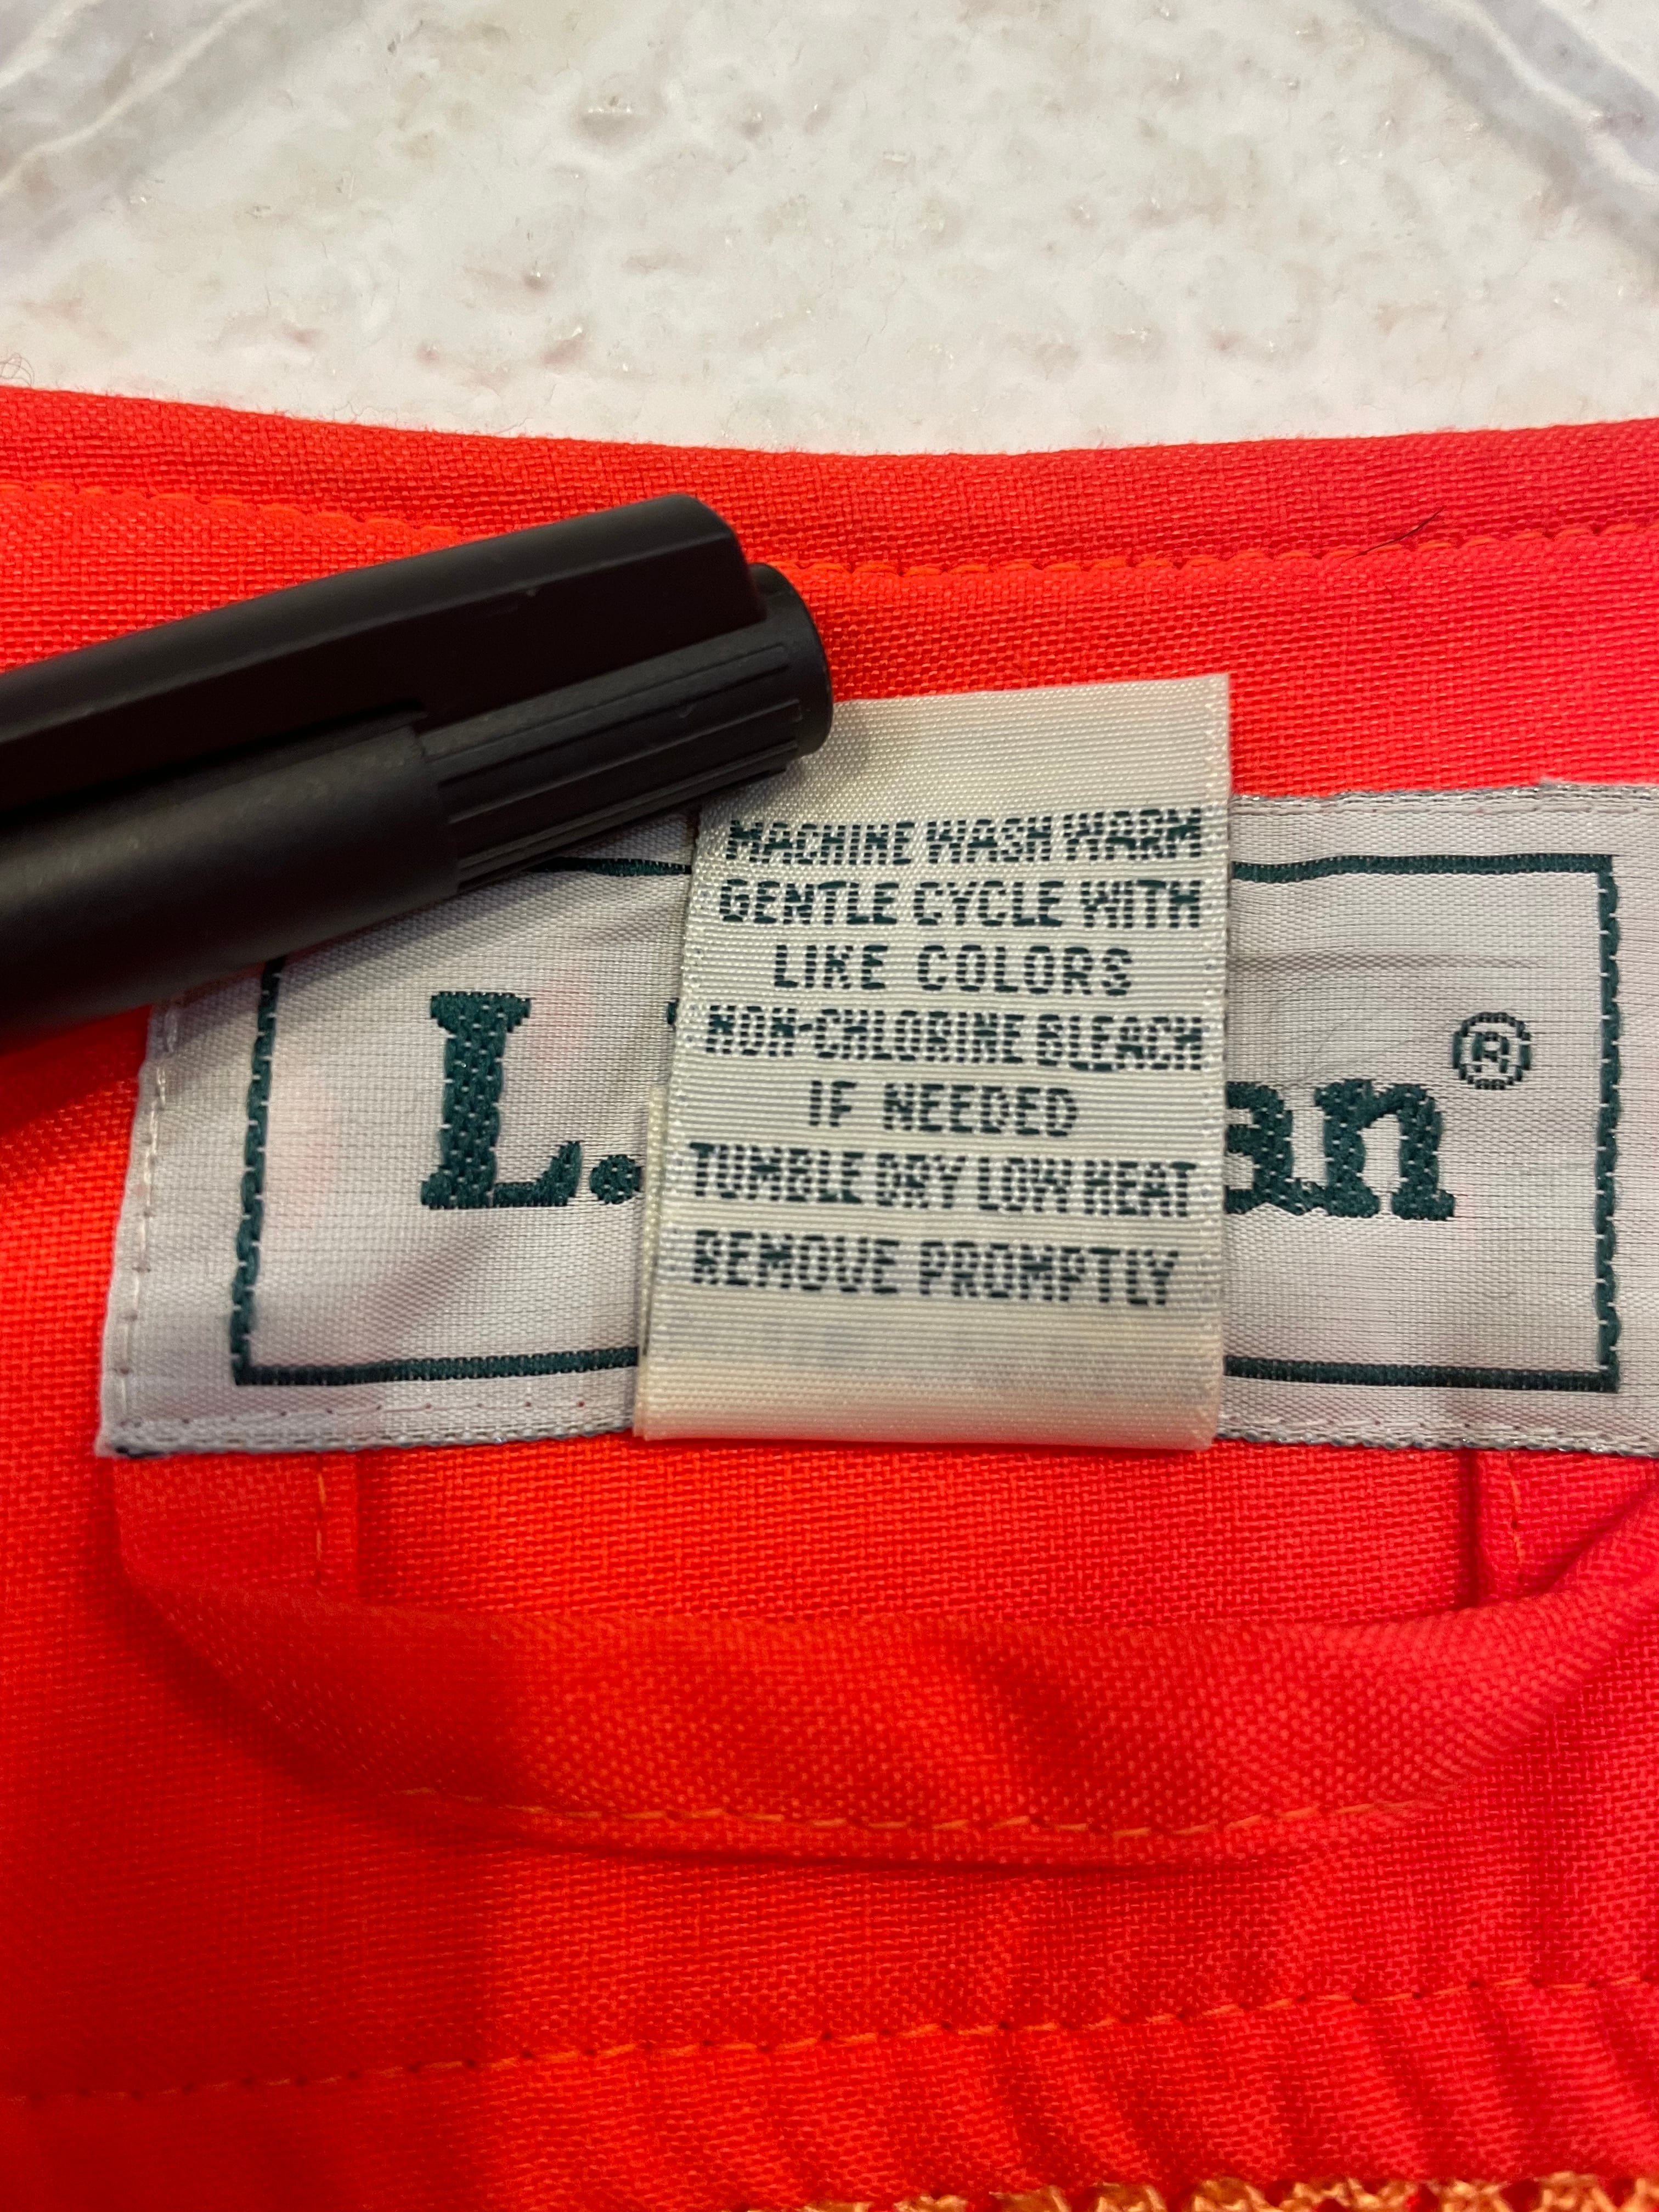 MACHINE WASH WARM
GENTLE CYCLE WITH
LIKE COLORS
NON-CHLORINE BLEACH
IF NEEDED
TUMBLE DRY LOW HEAT
REMOVE PROMPTLY
L. an®